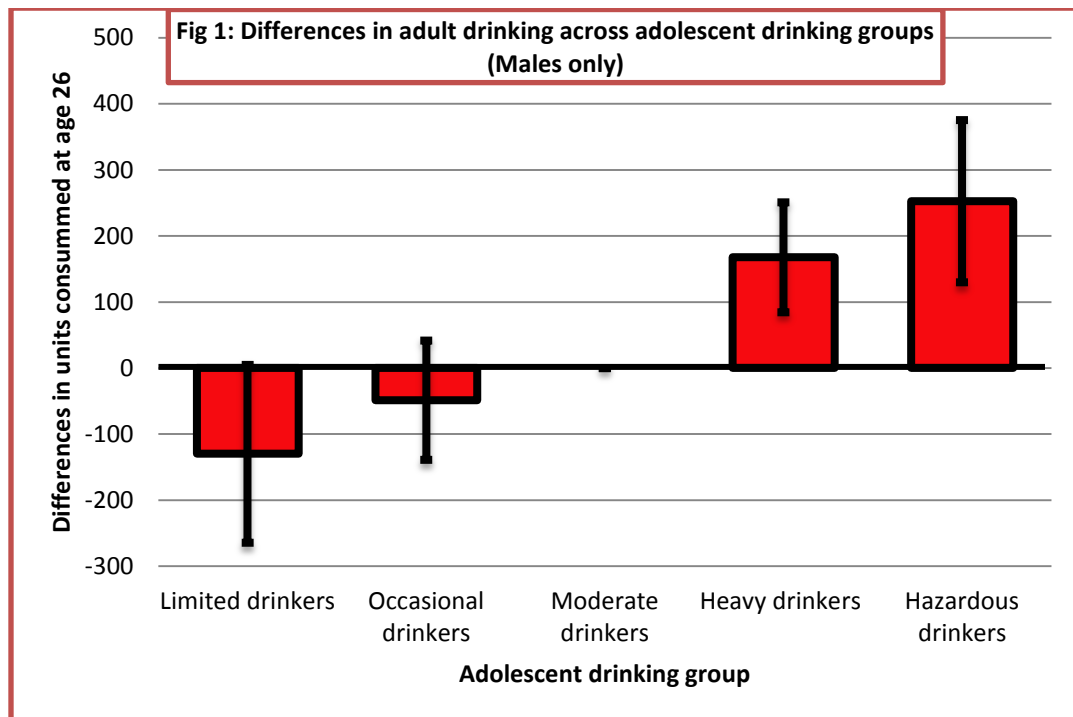 Fig 1: Differences in adult drinking across adolescent drinking groups
(Males only)
Differences in units consummed at age 26
500
400
300
200
100
0
-100
-200
-300
Limited drinkers
Occasional
drinkers
Moderate
drinkers
Heavy drinkers
Hazardous
drinkers
Adolescent drinking group